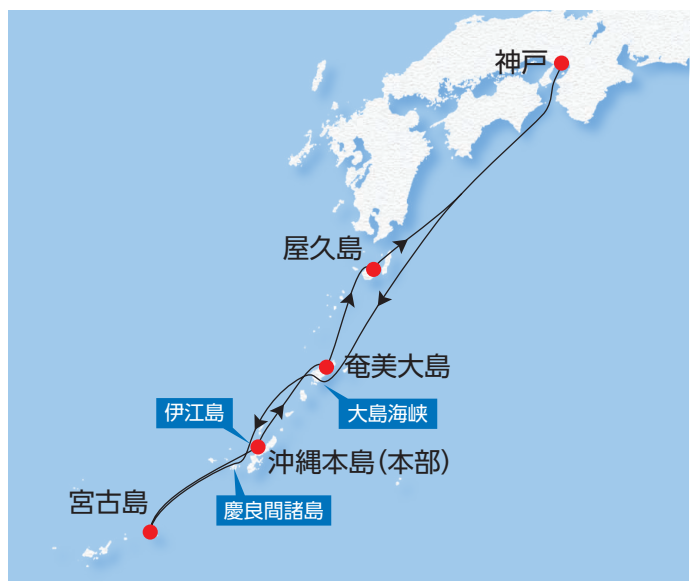 神戸
屋久島
奄美大島
大島海峡
伊江島
沖縄本島(本部)
慶良間諸島
宮古島